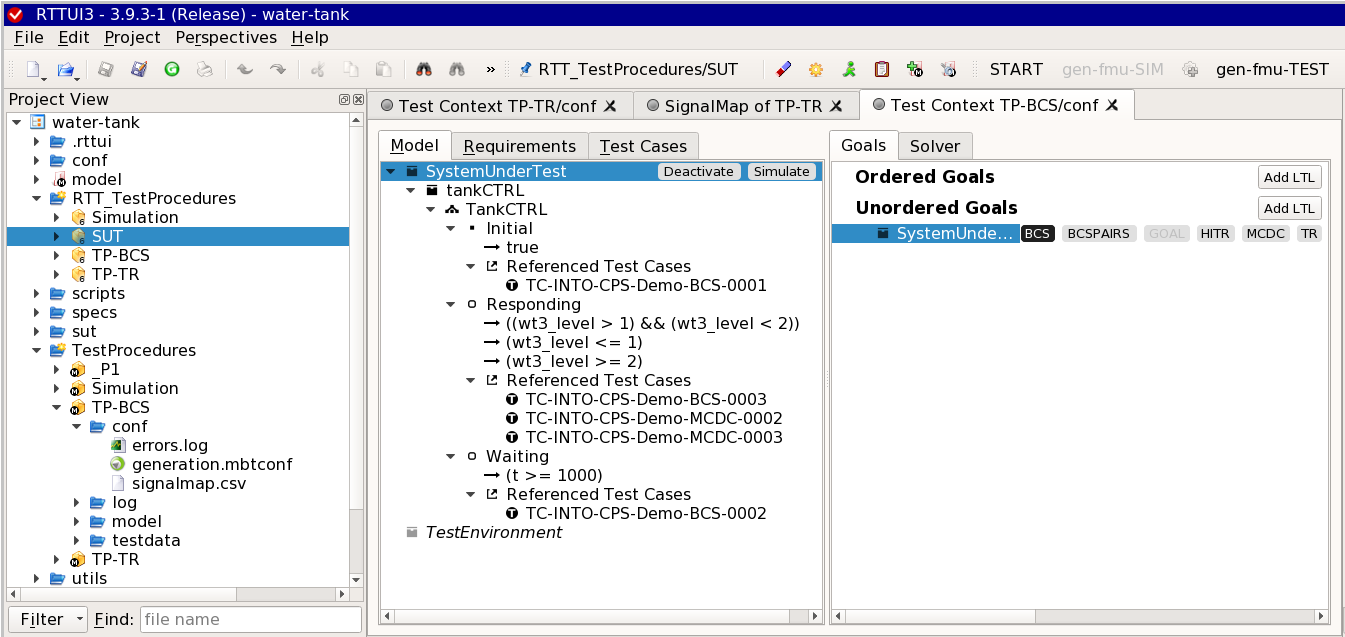 RTTUI3 - 3.9.3-1 (Release) - water-tank
File Edit Project Perspectives Help
» RTT_TestProcedures/SUT START gen-fmu-SIM gen-fmu-TEST
Project View
water-tank
.rttui
conf
model
RTT_TestProcedures
Simulation
SUT
TP-BCS
TP-TR
scripts
specs
sut
TestProcedures
_P1
Simulation
TP-BCS
conf
errors.log
generation.mbtconf
signalmap.csv
log
model
testdata
TP-TR
utils
Filter Find: file name
Test Context TP-TR/conf SignalMap of TP-TR Test Context TP-BCS/conf
Model Requirements Test Cases
SystemUnderTest Deactivate Simulate
tankCTRL
TankCTRL
Initial
true
Referenced Test Cases
TC-INTO-CPS-Demo-BCS-0001
Responding
((wt3_level > 1) && (wt3_level < 2))
(wt3_level <= 1)
(wt3_level >= 2)
Referenced Test Cases
TC-INTO-CPS-Demo-BCS-0003
TC-INTO-CPS-Demo-MCDC-0002
TC-INTO-CPS-Demo-MCDC-0003
Waiting
(t >= 1000)
Referenced Test Cases
TC-INTO-CPS-Demo-BCS-0002
TestEnvironment
Goals Solver
Ordered Goals Add LTL
Unordered Goals Add LTL
SystemUnde... BCS BCSPAIRS GOAL HITR MCDC TR